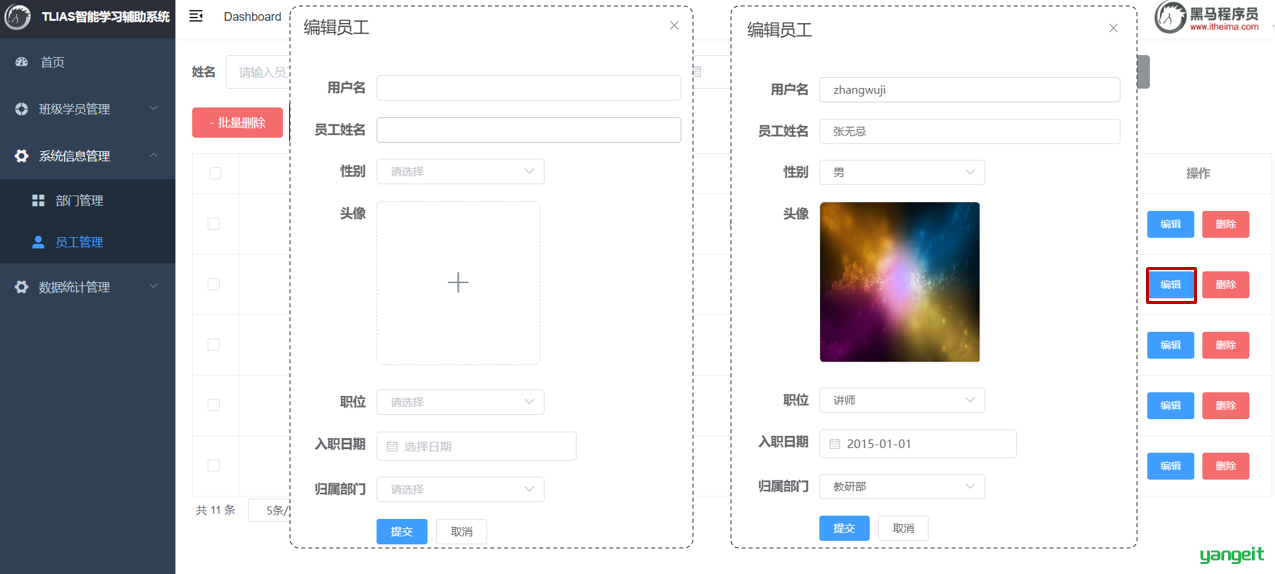 TLIAS智能学习辅助系统
Dashboard
黑马程序员
www.itheima.com
首页
班级学员管理
系统信息管理
部门管理
员工管理
数据统计管理
姓名
请输入员
- 批量删除
共 11 条
5条/
编辑员工
用户名
员工姓名
性别
请选择
头像
职位
请选择
入职日期
选择日期
归属部门
请选择
提交
取消
编辑员工
用户名
zhangwuji
员工姓名
张无忌
性别
男
头像
职位
讲师
入职日期
2015-01-01
归属部门
教研部
提交
取消
操作
编辑 删除
编辑 删除
编辑 删除
编辑 删除
编辑 删除
yangeit